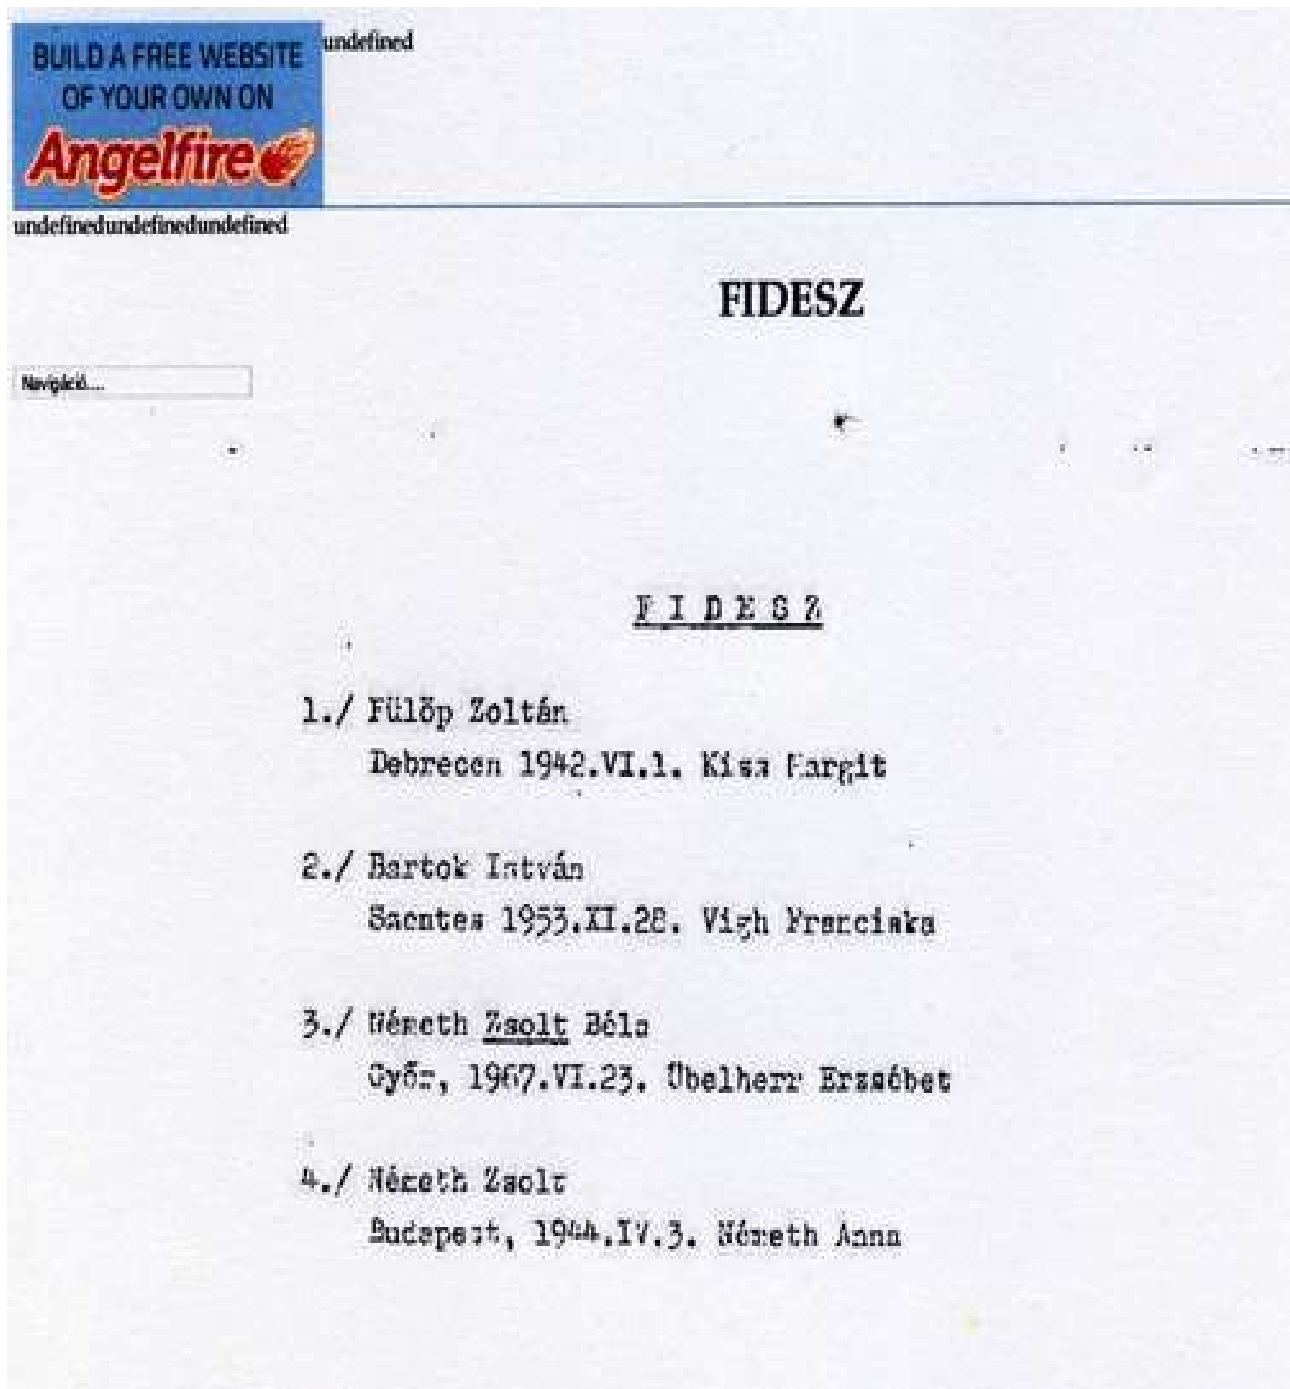 BUILD A FREE WEBSITE
OF YOUR OWN ON
Angelfire
undefined
undefinedundefinedundefined
FIDESZ
Navigáció....
F I D E S Z
1./ Fülöp Zoltán
Debrecen 1942.VI.1. Kiss Margit
2./ Bartok István
Szentes 1953.XI.28. Vigh Franciska
3./ Németh Zsolt Béla
Győr, 1967.VI.23. Übelherr Erzsébet
4./ Németh Zsolt
Budapest, 1944.IV.3. Németh Anna